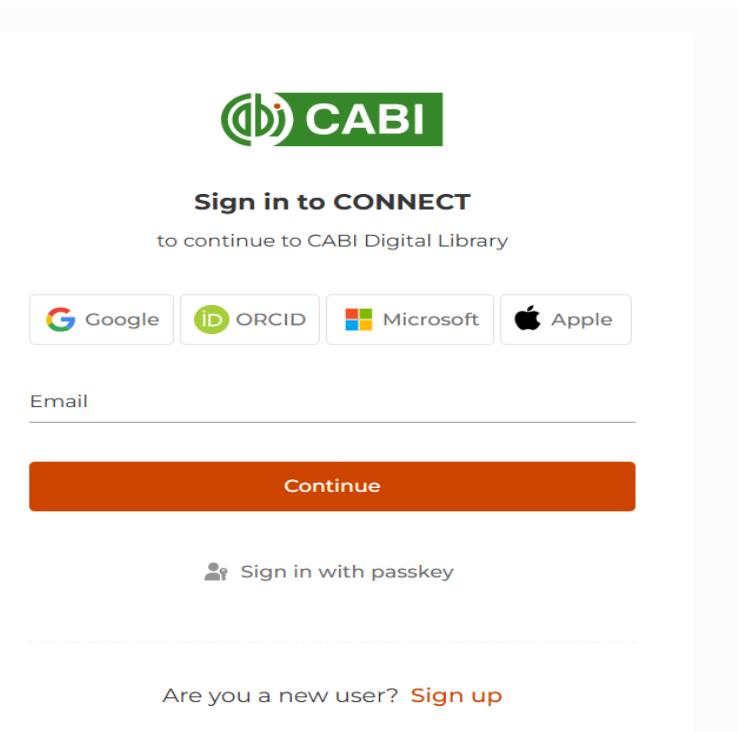 CABI
Sign in to CONNECT
to continue to CABI Digital Library
Google iD ORCID Microsoft Apple
Email
Continue
Sign in with passkey
Are you a new user? Sign up